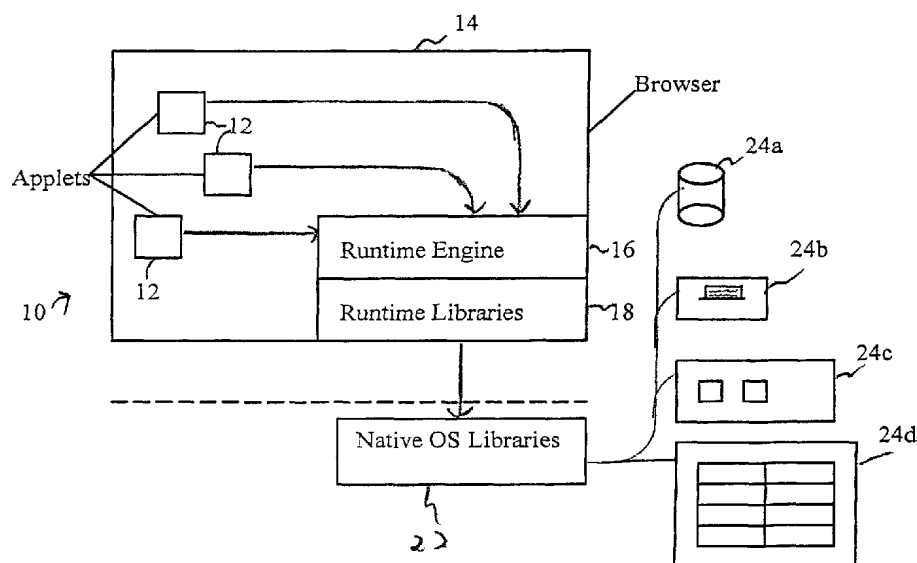 14
Browser
12
24a
Applets
Runtime Engine
16
24b
12
10
Runtime Libraries
18
24c
Native OS Libraries
24d
22